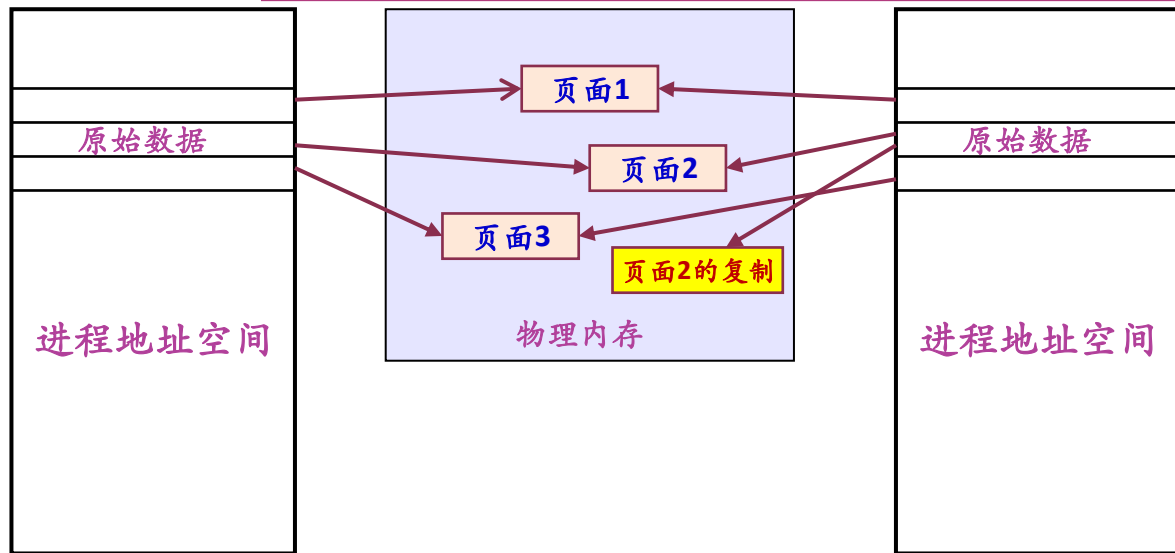 页面1
原始数据
原始数据
页面2
页面3
页面2的复制
进程地址空间
物理内存
进程地址空间